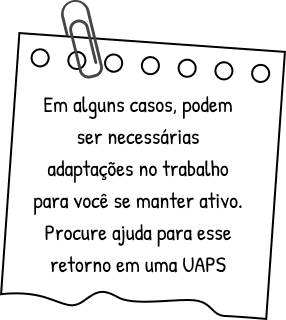 Em alguns casos, podem
ser necessárias
adaptações no trabalho
para você se manter ativo.
Procure ajuda para esse
retorno em uma UAPS